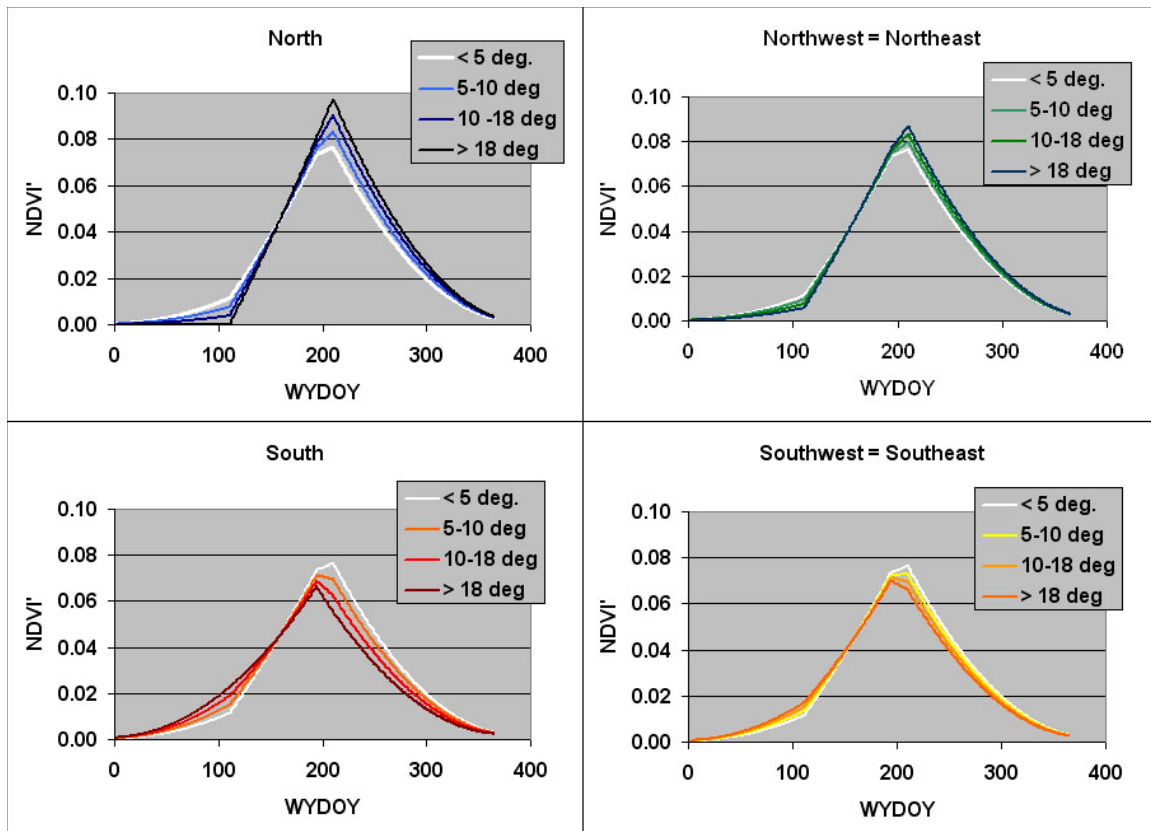 North
< 5 deg.
5-10 deg
10 -18 deg
> 18 deg
0.10
0.08
0.06
0.04
0.02
0.00
NDVI'
0 100 200 300 400
WYDOY
Northwest = Northeast
< 5 deg.
5-10 deg
10-18 deg
> 18 deg
0.10
0.08
0.06
0.04
0.02
0.00
NDVI'
0 100 200 300 400
WYDOY
South
< 5 deg.
5-10 deg
10-18 deg
> 18 deg
0.10
0.08
0.06
0.04
0.02
0.00
NDVI'
0 100 200 300 400
WYDOY
Southwest = Southeast
< 5 deg.
5-10 deg
10-18 deg
> 18 deg
0.10
0.08
0.06
0.04
0.02
0.00
NDVI'
0 100 200 300 400
WYDOY